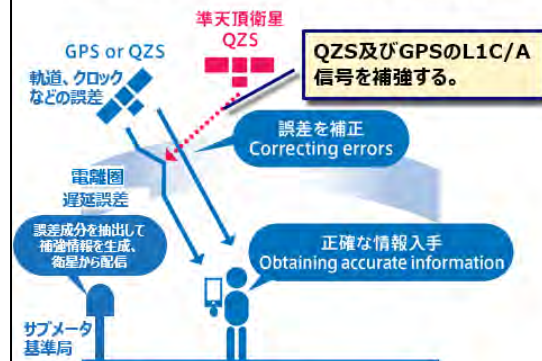 準天頂衛星
QZS
GPS or QZS
軌道、クロック
などの誤差
QZS及びGPSのL1C/A
信号を補強する。
誤差を補正
Correcting errors
電離圏
遅延誤差
誤差成分を抽出して
補強情報を生成、
衛星から配信
正確な情報入手
Obtaining accurate information
サブメータ
基準局